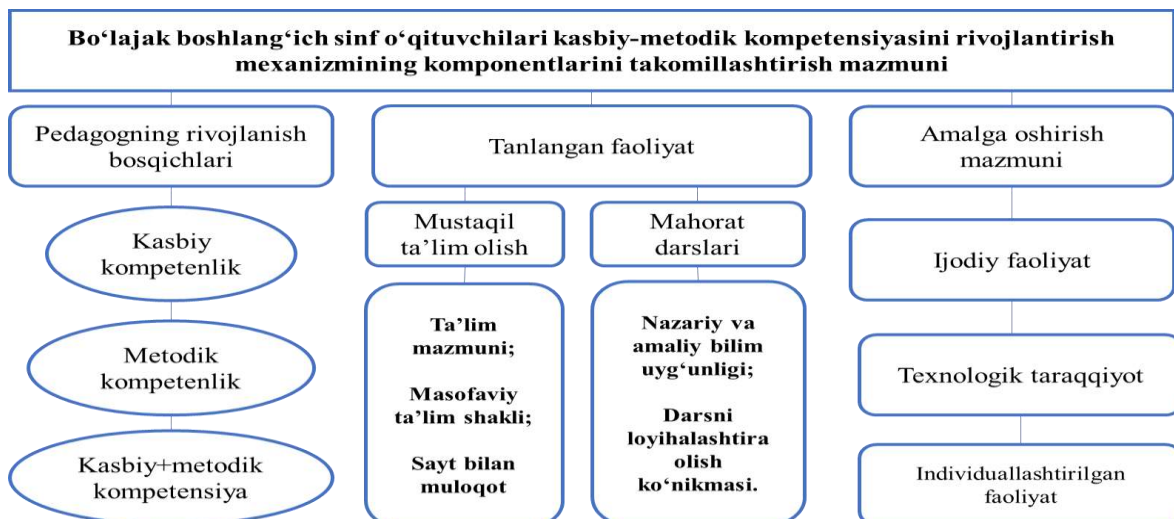 Bo‘lajak boshlang‘ich sinf o‘qituvchilari kasbiy-metodik kompetensiyasini rivojlantirish
mexanizmining komponentlarini takomillashtirish mazmuni
Pedagogning rivojlanish
bosqichlari
Kasbiy
kompetenlik
Metodik
kompetenlik
Kasbiy+metodik
kompetensiya
Tanlangan faoliyat
Mustaqil
ta’lim olish
Ta’lim
mazmuni;
Masofaviy
ta’lim shakli;
Sayt bilan
muloqot
Mahorat
darslari
Nazariy va
amaliy bilim
uyg‘unligi;
Darsni
loyihalashtira
olish
ko‘nikmasi.
Amalga oshirish
mazmuni
Ijodiy faoliyat
Texnologik taraqqiyot
Individuallashtirilgan
faoliyat